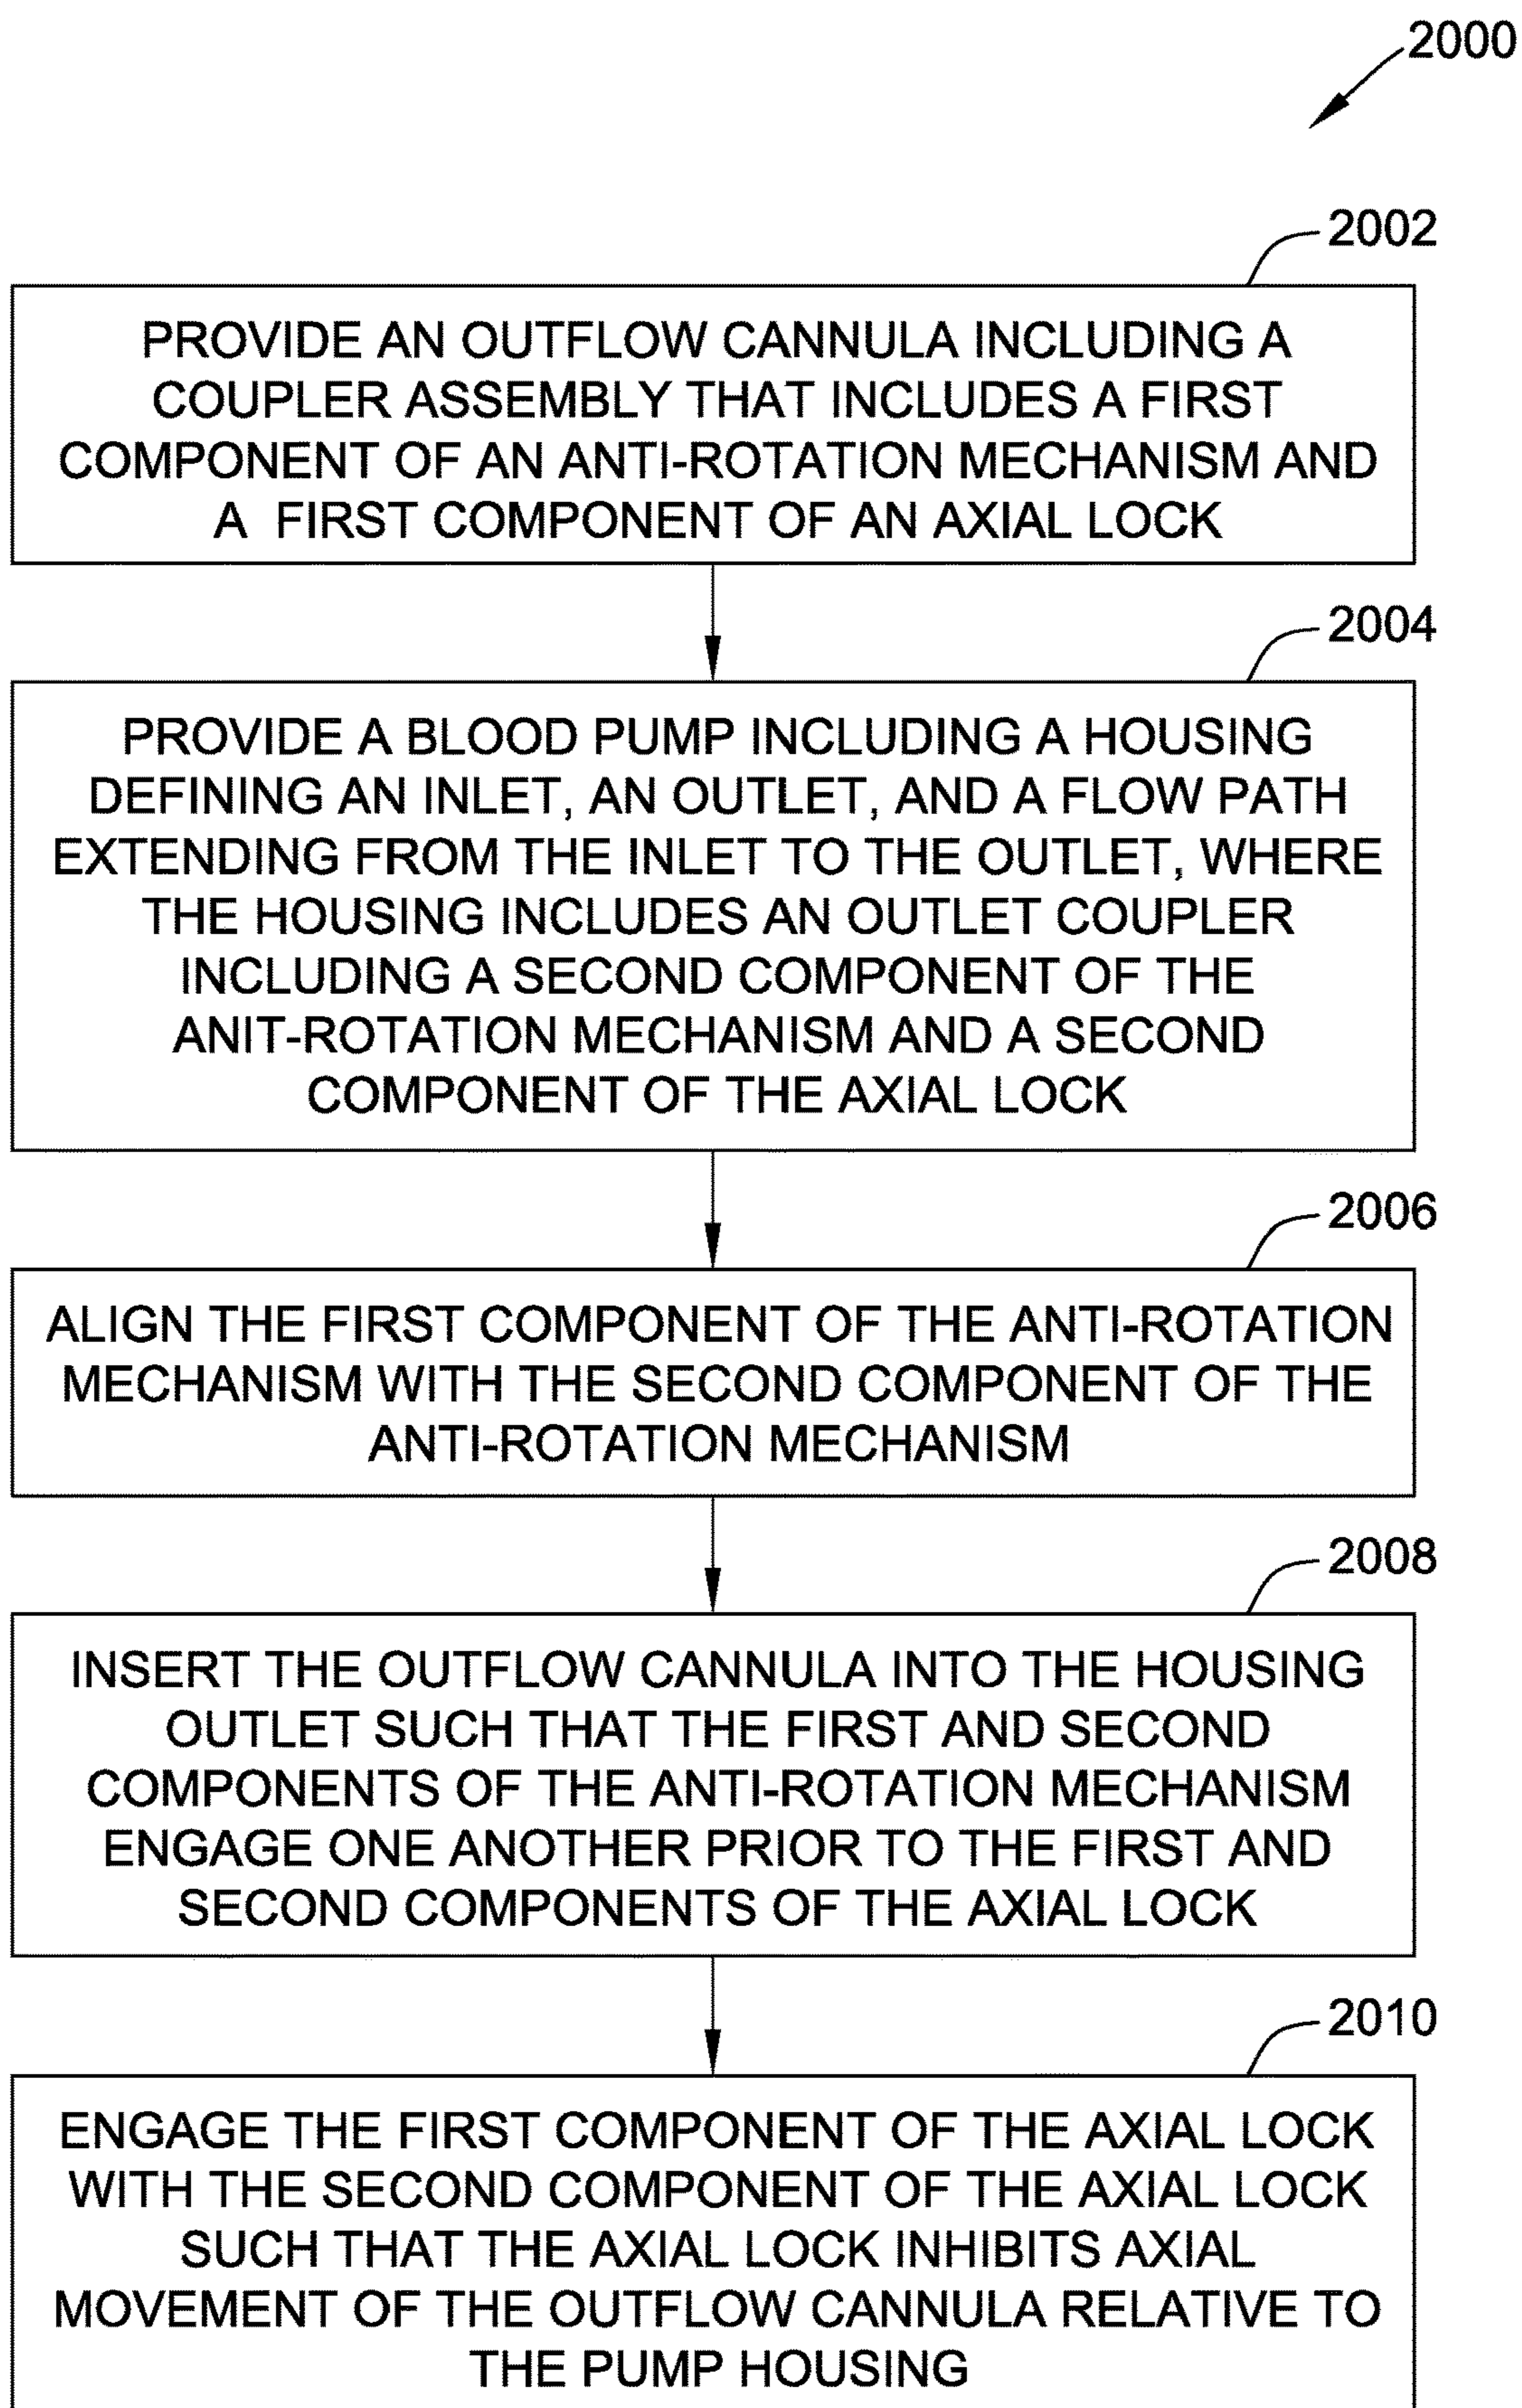 2000
2002
PROVIDE AN OUTFLOW CANNULA INCLUDING A
COUPLER ASSEMBLY THAT INCLUDES A FIRST
COMPONENT OF AN ANTI-ROTATION MECHANISM AND
A FIRST COMPONENT OF AN AXIAL LOCK
2004
PROVIDE A BLOOD PUMP INCLUDING A HOUSING
DEFINING AN INLET, AN OUTLET, AND A FLOW PATH
EXTENDING FROM THE INLET TO THE OUTLET, WHERE
THE HOUSING INCLUDES AN OUTLET COUPLER
INCLUDING A SECOND COMPONENT OF THE
ANIT-ROTATION MECHANISM AND A SECOND
COMPONENT OF THE AXIAL LOCK
2006
ALIGN THE FIRST COMPONENT OF THE ANTI-ROTATION
MECHANISM WITH THE SECOND COMPONENT OF THE
ANTI-ROTATION MECHANISM
2008
INSERT THE OUTFLOW CANNULA INTO THE HOUSING
OUTLET SUCH THAT THE FIRST AND SECOND
COMPONENTS OF THE ANTI-ROTATION MECHANISM
ENGAGE ONE ANOTHER PRIOR TO THE FIRST AND
SECOND COMPONENTS OF THE AXIAL LOCK
2010
ENGAGE THE FIRST COMPONENT OF THE AXIAL LOCK
WITH THE SECOND COMPONENT OF THE AXIAL LOCK
SUCH THAT THE AXIAL LOCK INHIBITS AXIAL
MOVEMENT OF THE OUTFLOW CANNULA RELATIVE TO
THE PUMP HOUSING